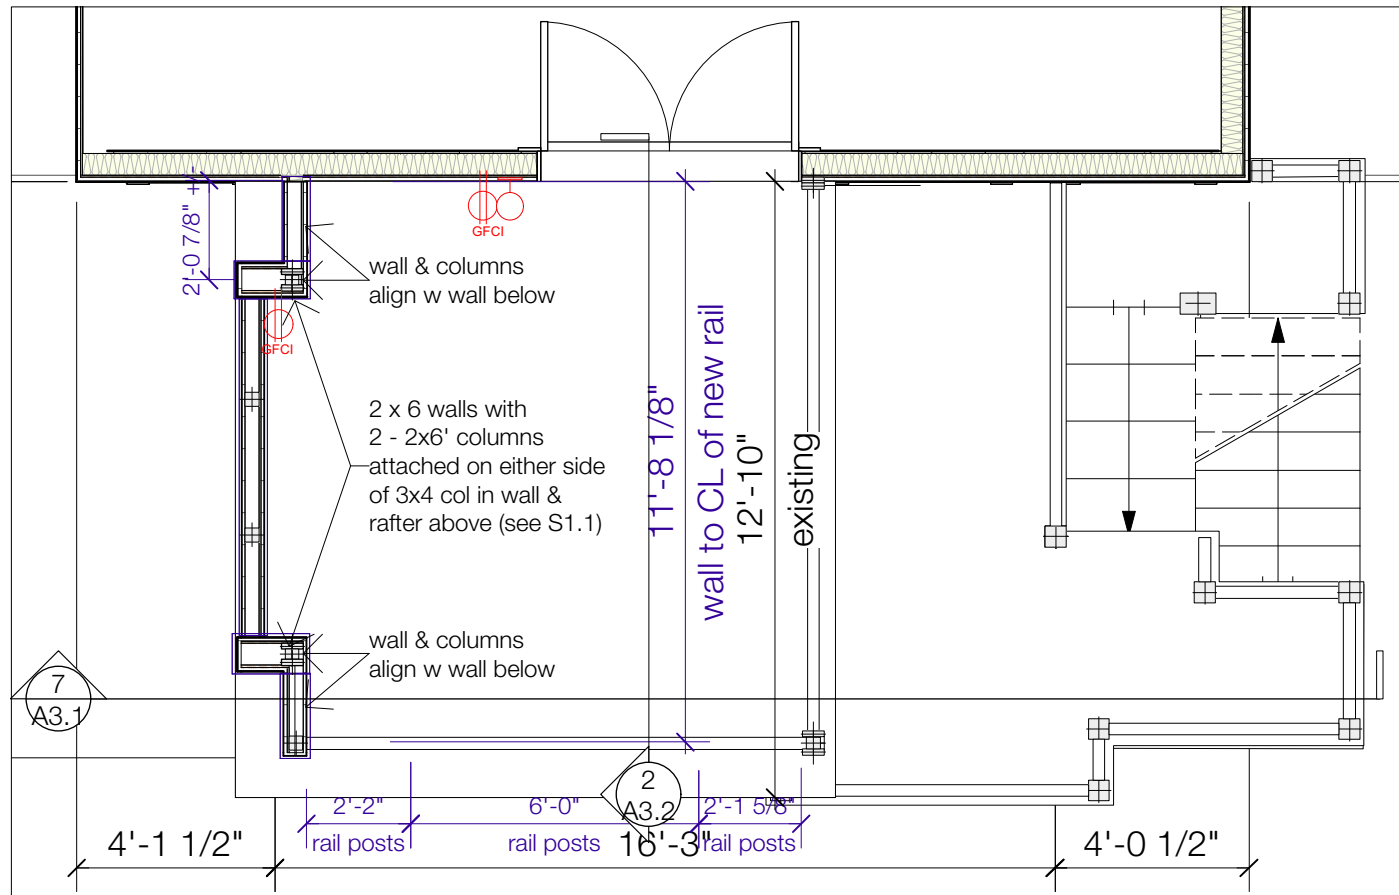 2'-0 7/8" +/-
GFCI
wall & columns
align w wall below
GFCI
2 x 6 walls with
2 - 2x6' columns
attached on either side
of 3x4 col in wall &
rafter above (see S1.1)
11'-8 1/8"
wall to CL of new rail
12'-10"
existing
wall & columns
align w wall below
7
A3.1
2
A3.2
2'-2"
rail posts
6'-0"
rail posts
2'-1 5/8"
rail posts
4'-1 1/2"
16'-3"
4'-0 1/2"